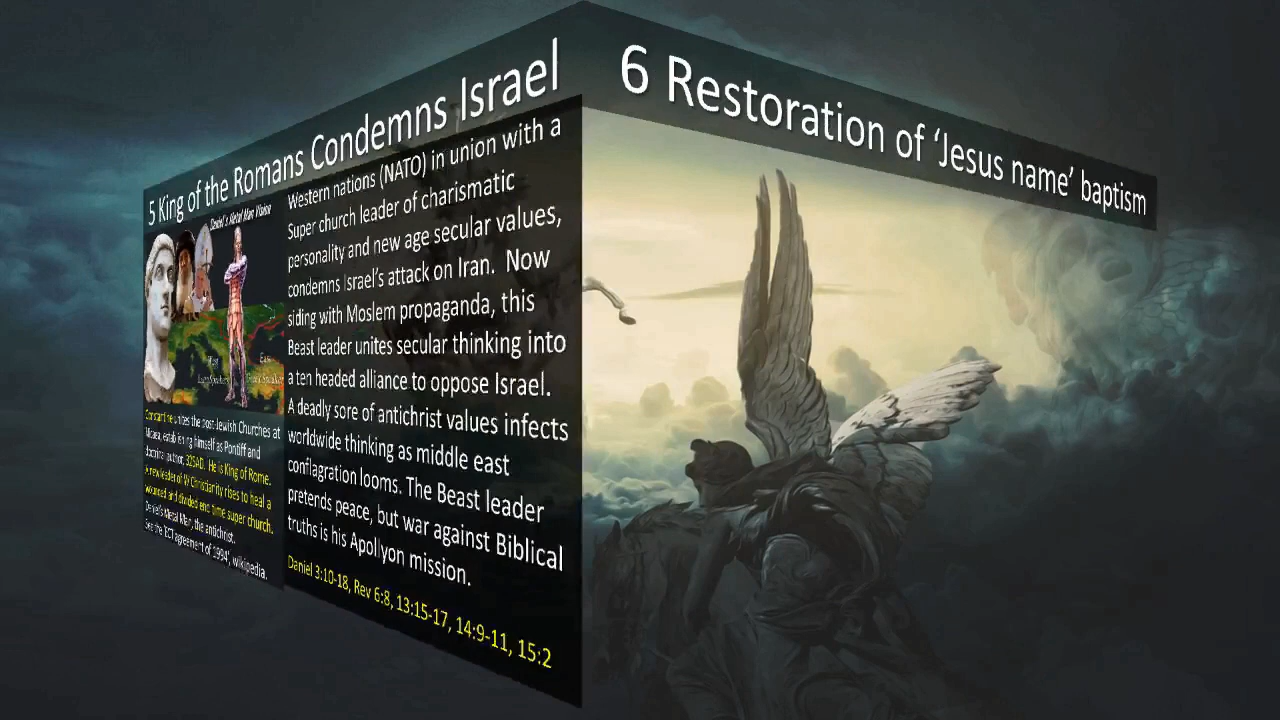 5 King of the Romans Condemns Israel
Daniel's Metal Man Vision
West
East
Constantine unites the post-Jewish Churches at
Nicaea, establishing himself as Pontiff and
doctrinal author, 325AD. He is King of Rome.
A new leader of W Christianity rises to heal a
wounded and divided end time super church.
Daniel's Metal Man, the antichrist.
See the 'ECT agreement of 1994', wikipedia.
Western nations (NATO) in union with a
Super church leader of charismatic
personality and new age secular values,
condemns Israel's attack on Iran. Now
siding with Moslem propaganda, this
Beast leader unites secular thinking into
a ten headed alliance to oppose Israel.
A deadly sore of antichrist values infects
worldwide thinking as middle east
conflagration looms. The Beast leader
pretends peace, but war against Biblical
truths is his Apollyon mission.
Daniel 3:10-18, Rev 6:8, 13:15-17, 14:9-11, 15:2
6 Restoration of ‘Jesus name’ baptism